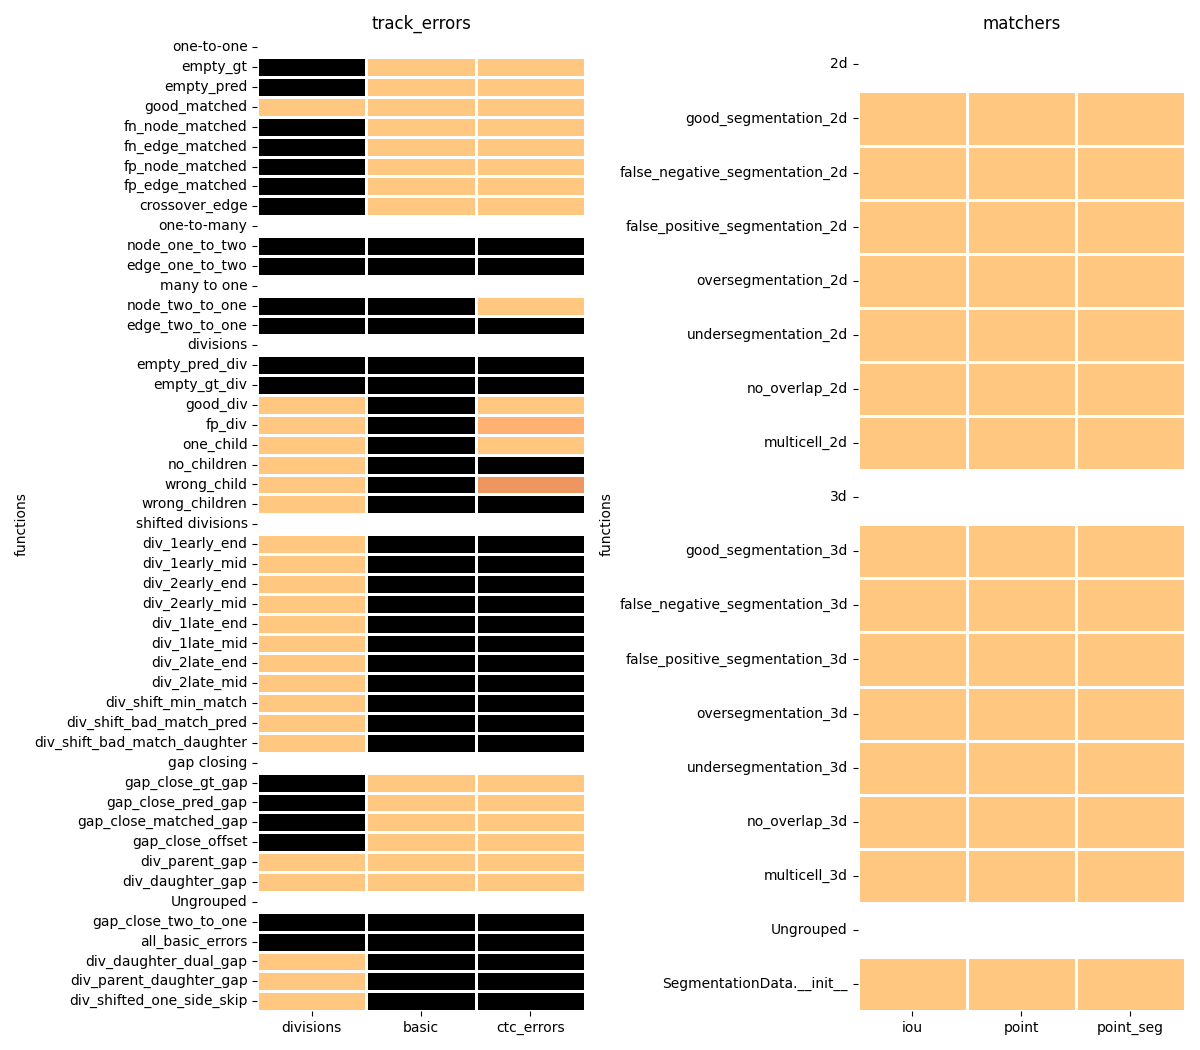 track_errors
one-to-one
empty_gt
empty_pred
good_matched
fn_node_matched
fn_edge_matched
fp_node_matched
fp_edge_matched
crossover_edge
one-to-many
node_one_to_two
edge_one_to_two
many to one
node_two_to_one
edge_two_to_one
divisions
empty_pred_div
empty_gt_div
good_div
fp_div
one_child
no_children
wrong_child
wrong_children
shifted divisions
div_1early_end
div_1early_mid
div_2early_end
div_2early_mid
div_1late_end
div_1late_mid
div_2late_end
div_2late_mid
div_shift_min_match
div_shift_bad_match_pred
div_shift_bad_match_daughter
gap closing
gap_close_gt_gap
gap_close_pred_gap
gap_close_matched_gap
gap_close_offset
div_parent_gap
div_daughter_gap
Ungrouped
gap_close_two_to_one
all_basic_errors
div_daughter_dual_gap
div_parent_daughter_gap
div_shifted_one_side_skip
functions
divisions basic ctc_errors
matchers
2d
good_segmentation_2d
false_negative_segmentation_2d
false_positive_segmentation_2d
oversegmentation_2d
undersegmentation_2d
no_overlap_2d
multicell_2d
3d
good_segmentation_3d
false_negative_segmentation_3d
false_positive_segmentation_3d
oversegmentation_3d
undersegmentation_3d
no_overlap_3d
multicell_3d
Ungrouped
SegmentationData.__init__
functions
iou point point_seg